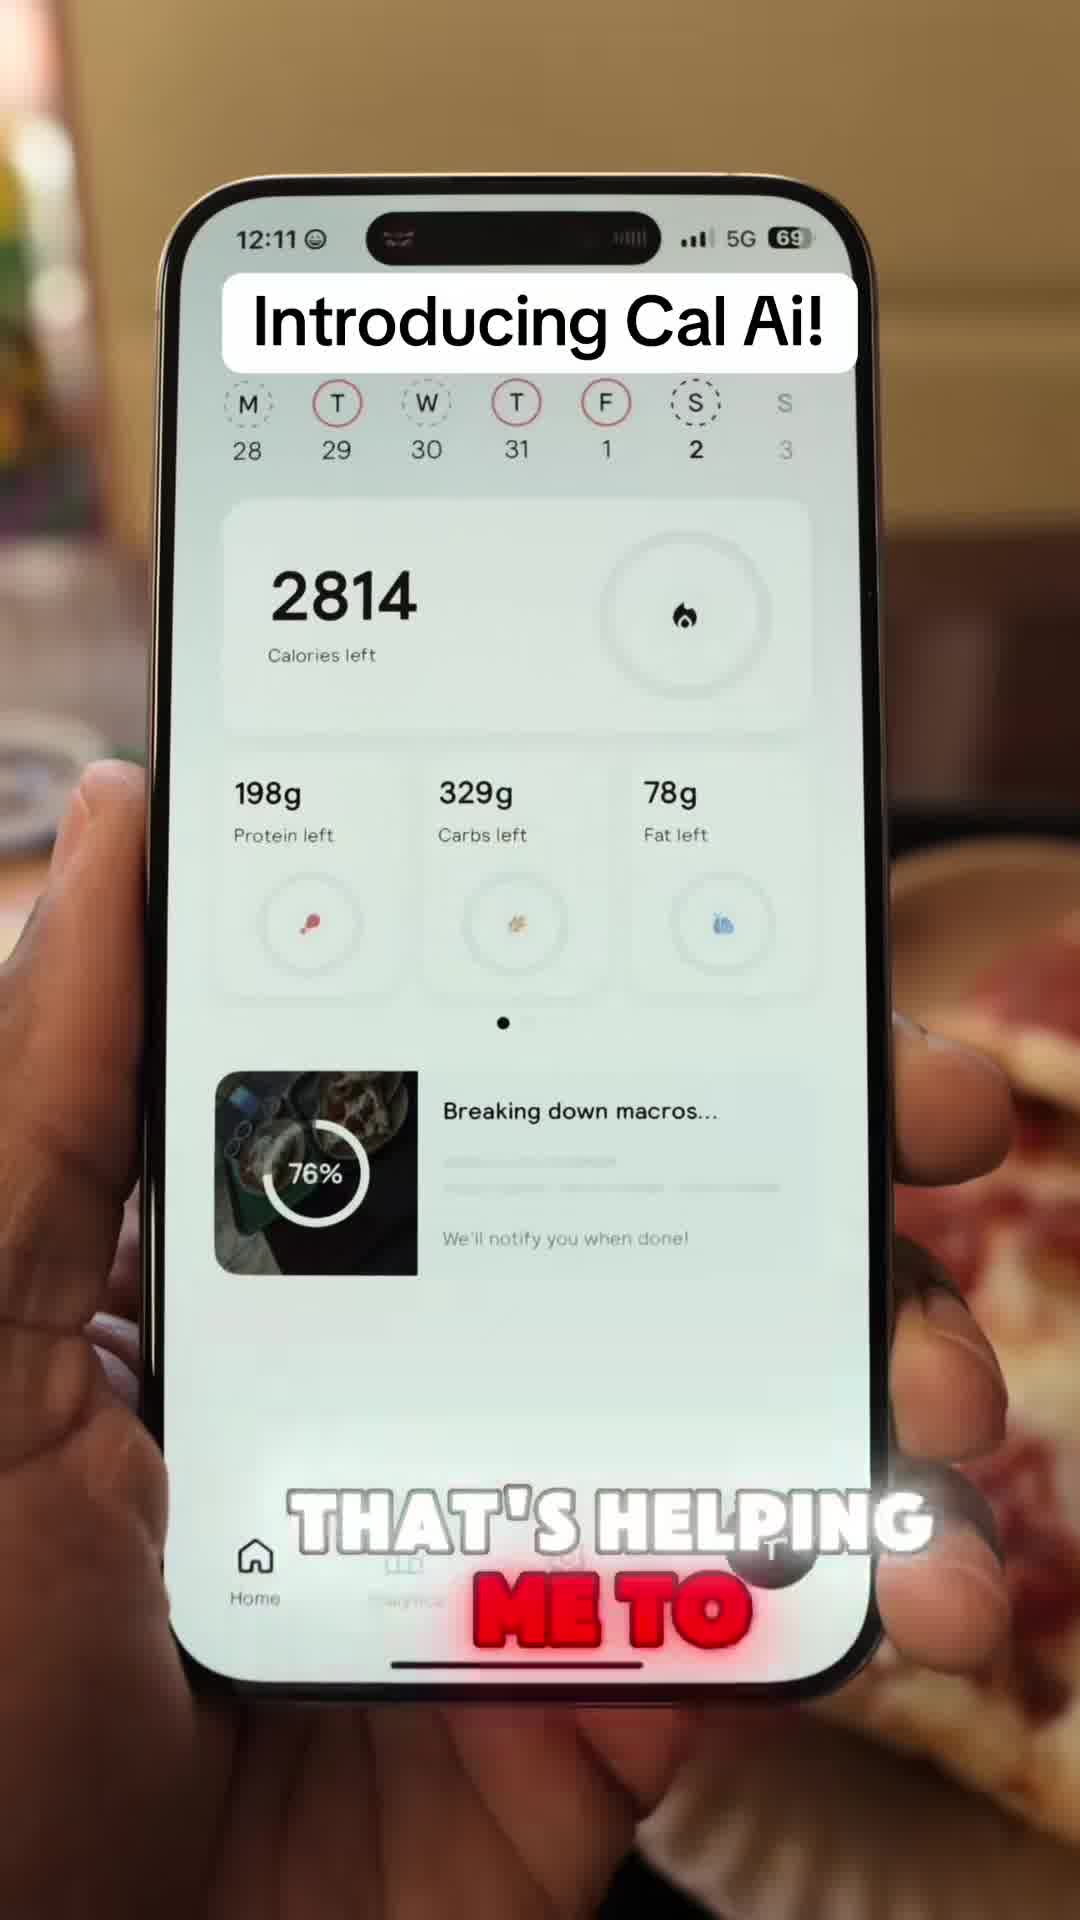 12:11
5G 69
Introducing Cal Ai!
M T W T F S S
28 29 30 31 1 2 3
2814
Calories left
198g 329g 78g
Protein left Carbs left Fat left
76%
Breaking down macros...
We'll notify you when done!
THAT'S HELPING
ME TO
Home